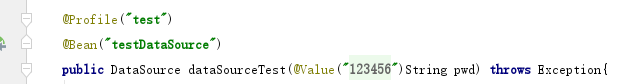 @Profile("test")
@Bean("testDataSource")
public DataSource dataSourceTest(@Value("123456")String pwd) throws Exception{